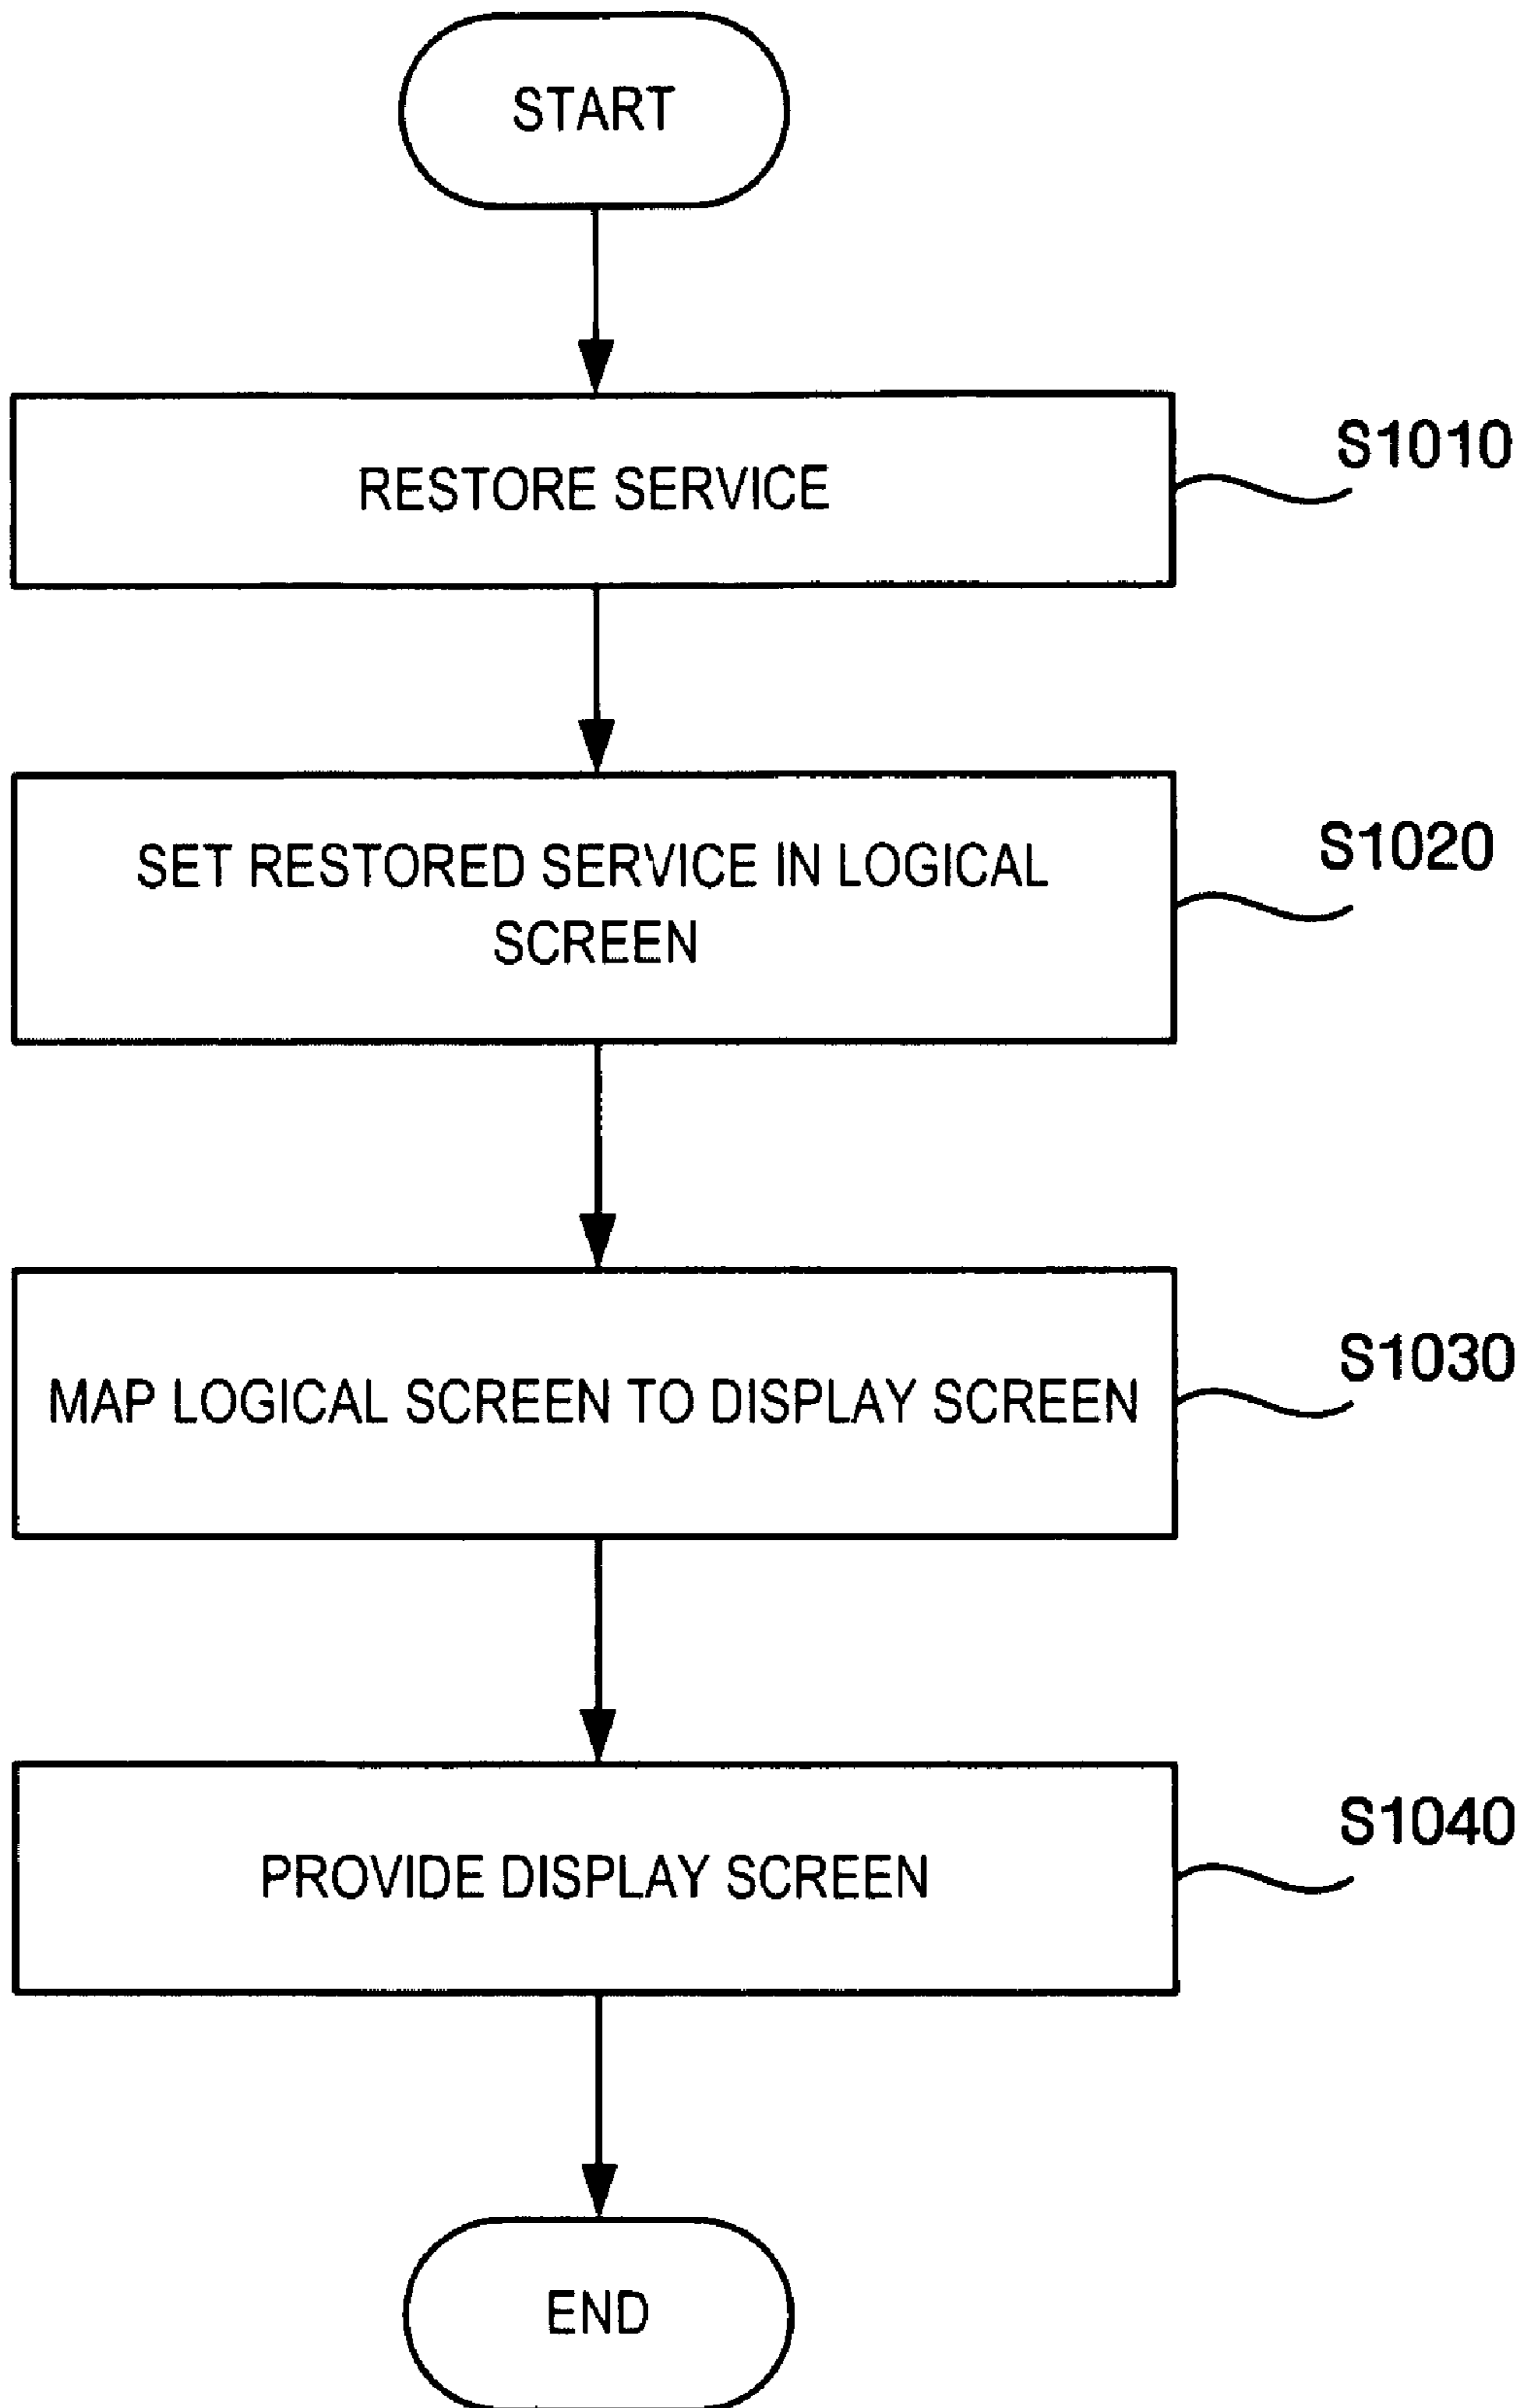 START
RESTORE SERVICE
S1010
SET RESTORED SERVICE IN LOGICAL
SCREEN
S1020
MAP LOGICAL SCREEN TO DISPLAY SCREEN
S1030
PROVIDE DISPLAY SCREEN
S1040
END